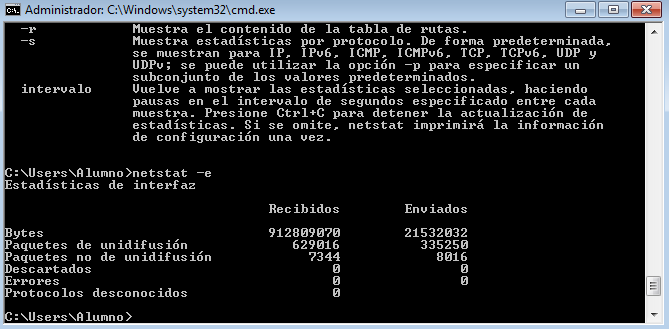 Administrador: C:\Windows\system32\cmd.exe
-r Muestra el contenido de la tabla de rutas.
-s Muestra estadísticas por protocolo. De forma predeterminada,
se muestran para IP, IPv6, ICMP, ICMPv6, TCP, TCPv6, UDP y
UDPv; se puede utilizar la opción -p para especificar un
subconjunto de los valores predeterminados.
intervalo Vuelve a mostrar las estadísticas seleccionadas, haciendo
pausas en el intervalo de segundos especificado entre cada
muestra. Presione Ctrl+C para detener la actualización de
estadísticas. Si se omite, netstat imprimirá la información
de configuración una vez.
C:\Users\Alumno>netstat -e
Estadísticas de interfaz
Recibidos Enviados
Bytes 912809070 21532032
Paquetes de unidifusión 629016 335250
Paquetes no de unidifusión 7344 8016
Descartados 0 0
Errores 0 0
Protocolos desconocidos 0
C:\Users\Alumno>